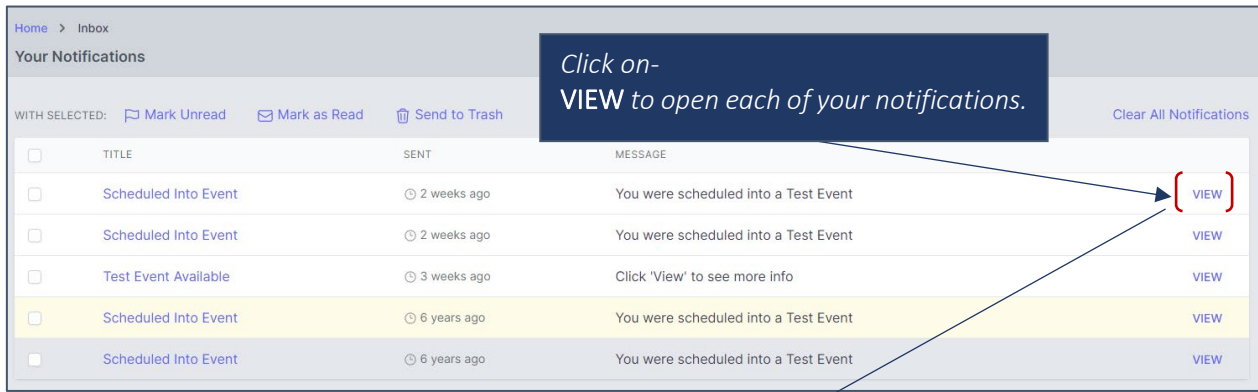 Home > Inbox
Your Notifications
Click on-
VIEW to open each of your notifications.
WITH SELECTED: Mark Unread Mark as Read Send to Trash Clear All Notifications
TITLE SENT MESSAGE
Scheduled Into Event 2 weeks ago You were scheduled into a Test Event VIEW
Scheduled Into Event 2 weeks ago You were scheduled into a Test Event VIEW
Test Event Available 3 weeks ago Click 'View' to see more info VIEW
Scheduled Into Event 6 years ago You were scheduled into a Test Event VIEW
Scheduled Into Event 6 years ago You were scheduled into a Test Event VIEW